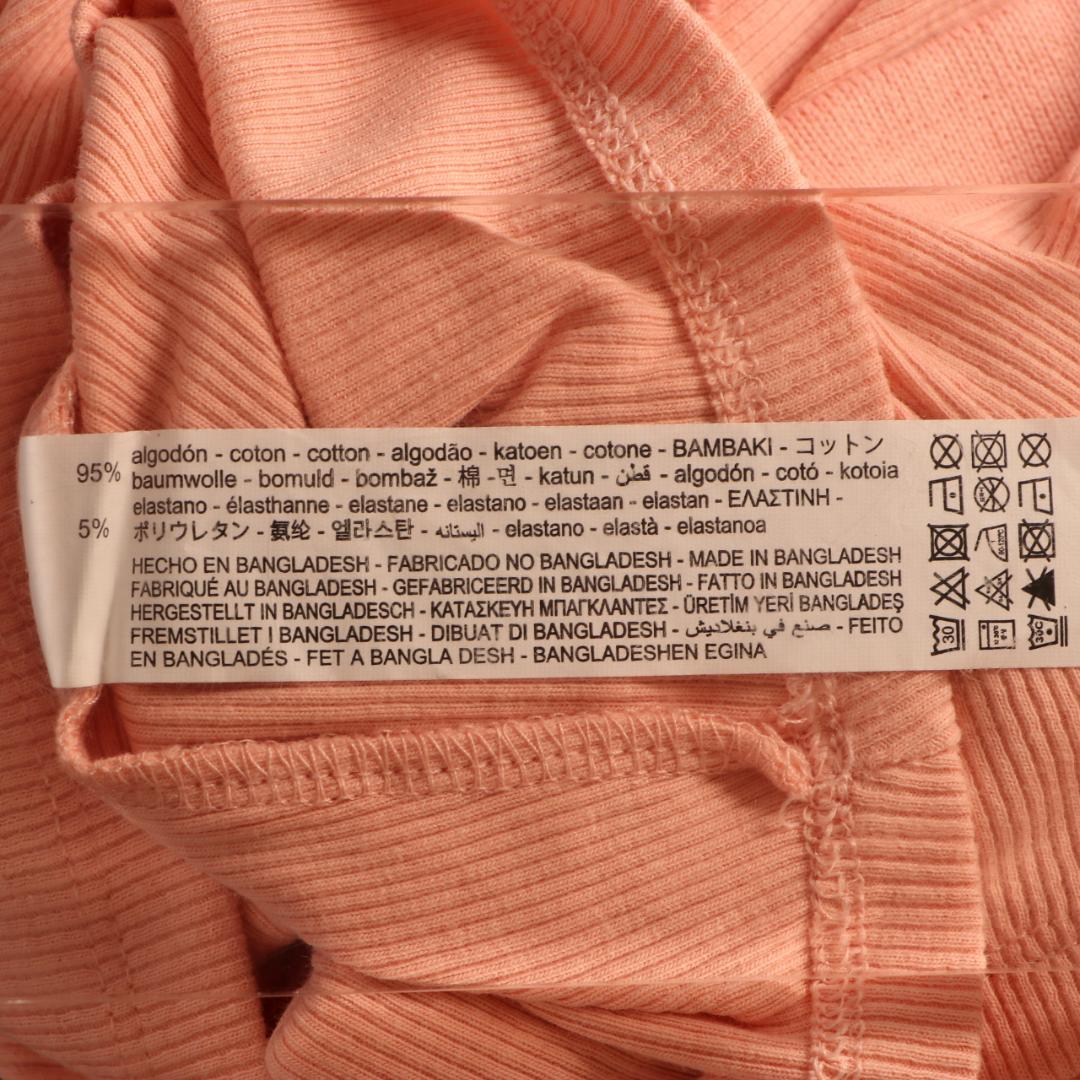 95% algodón - coton - cotton - algodão - katoen - cotone - BAMBAKI - コットン
baumwolle - bomuld - bombaž - 棉 - 면 - katun - قطن - algodón - cotó - kotoia
5% elastano - élasthanne - elastane - elastano - elastaan - elastan - ΕΛΑΣΤΙΝΗ -
ポリウレタン - 氨纶 - 엘라스탄 - اليستانه - elastano - elastà - elastanoa
HECHO EN BANGLADESH - FABRICADO NO BANGLADESH - MADE IN BANGLADESH
FABRIQUÉ AU BANGLADESH - GEFABRICEERD IN BANGLADESH - FATTO IN BANGLADESH
HERGESTELLT IN BANGLADESCH - ΚΑΤΑΣΚΕΥΗ ΜΠΑΓΚΛΑΝΤΕΣ - ÜRETİM YERİ BANGLADEŞ
FREMSTILLET I BANGLADESH - DIBUAT DI BANGLADESH - صنع في بنغلاديش - FEITO
EN BANGLADÉS - FET A BANGLA DESH - BANGLADESHEN EGINA
30
30C